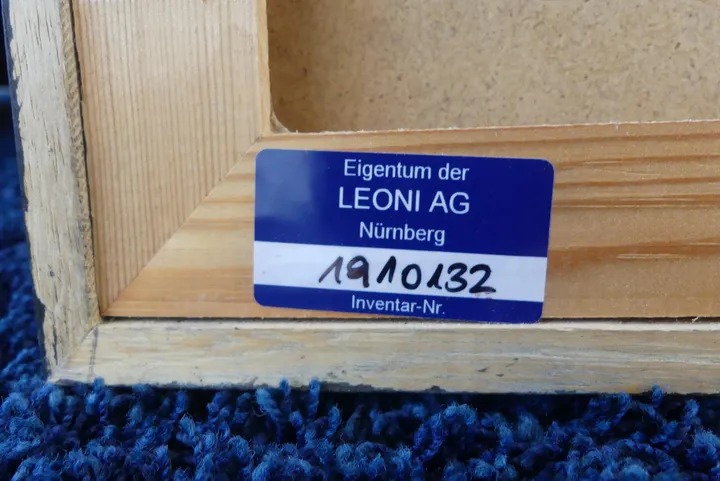 Eigentum der
LEONI AG
Nürnberg
1910132
Inventar-Nr.